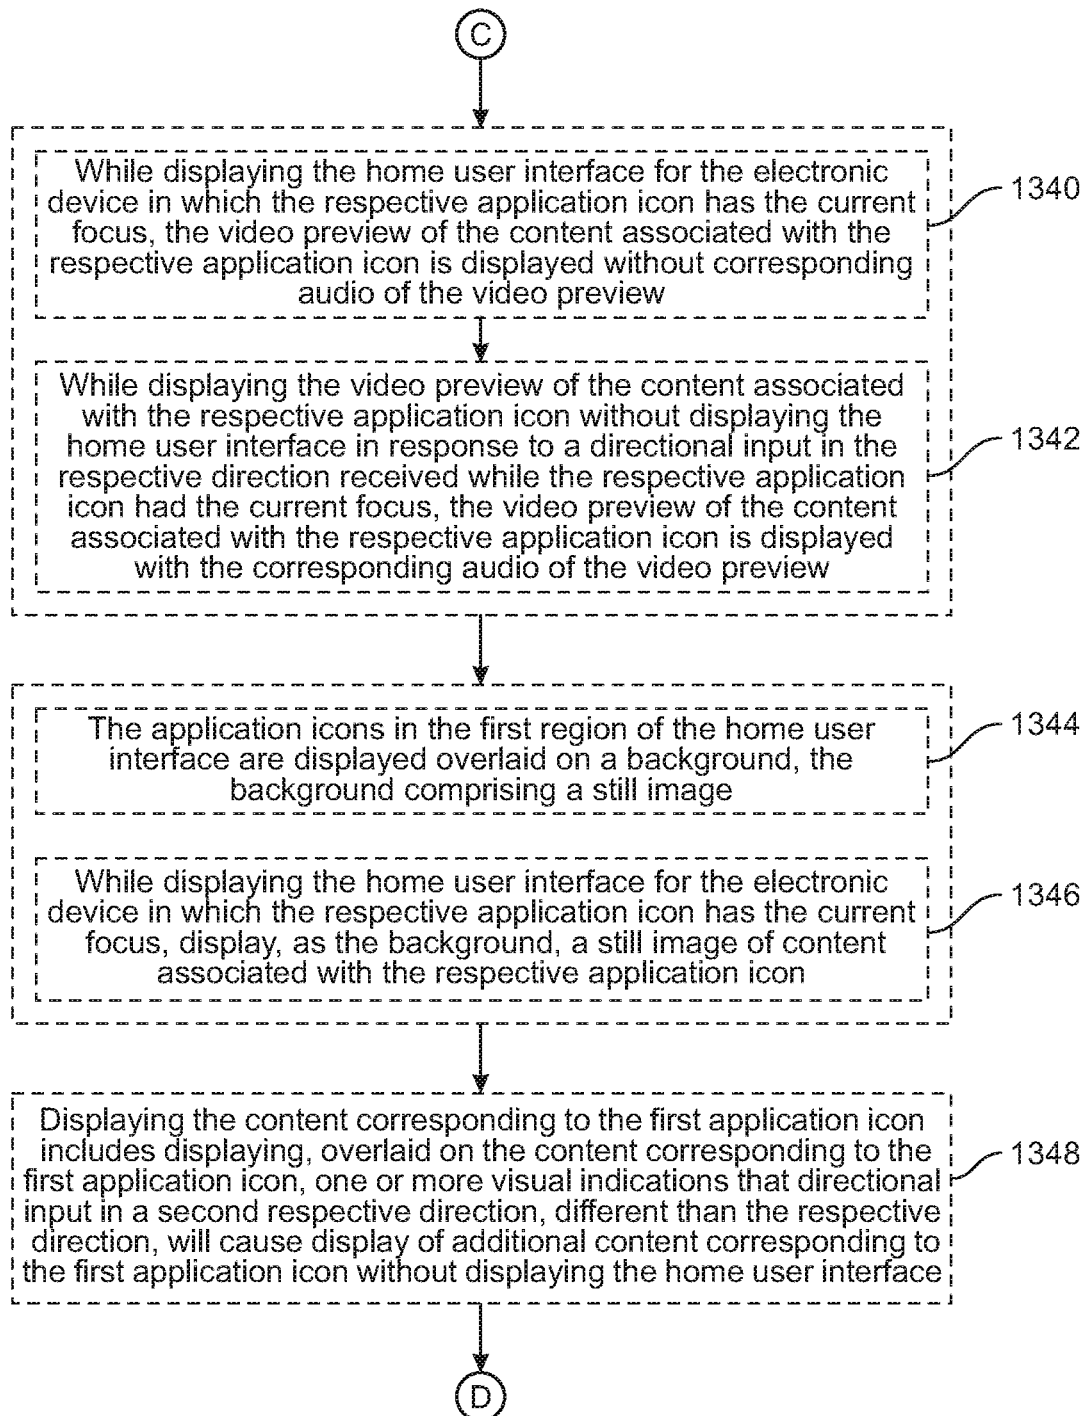 C
While displaying the home user interface for the electronic
device in which the respective application icon has the current
focus, the video preview of the content associated with the
respective application icon is displayed without corresponding
audio of the video preview
1340
While displaying the video preview of the content associated
with the respective application icon without displaying the
home user interface in response to a directional input in the
respective direction received while the respective application
icon had the current focus, the video preview of the content
associated with the respective application icon is displayed
with the corresponding audio of the video preview
1342
The application icons in the first region of the home user
interface are displayed overlaid on a background, the
background comprising a still image
1344
While displaying the home user interface for the electronic
device in which the respective application icon has the current
focus, display, as the background, a still image of content
associated with the respective application icon
1346
Displaying the content corresponding to the first application icon
includes displaying, overlaid on the content corresponding to the
first application icon, one or more visual indications that directional
input in a second respective direction, different than the respective
direction, will cause display of additional content corresponding to
the first application icon without displaying the home user interface
1348
D